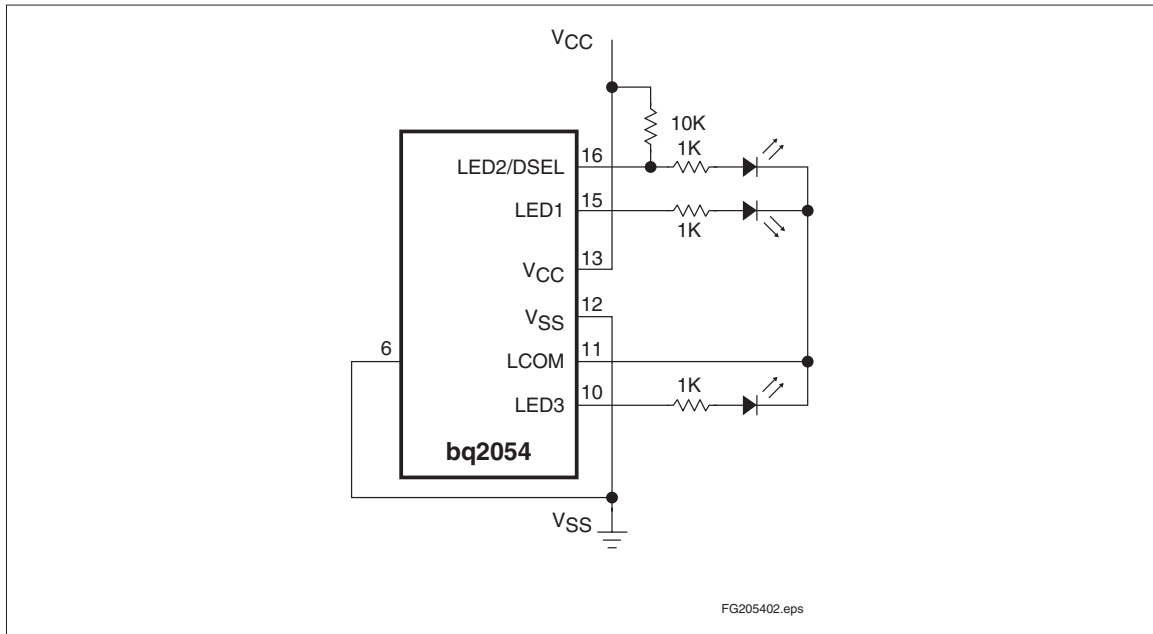 VCC
10K
1K
LED2/DSEL 16
LED1 15
1K
VCC 13
VSS 12
6
LCOM 11
1K
LED3 10
bq2054
VSS
FG205402.eps